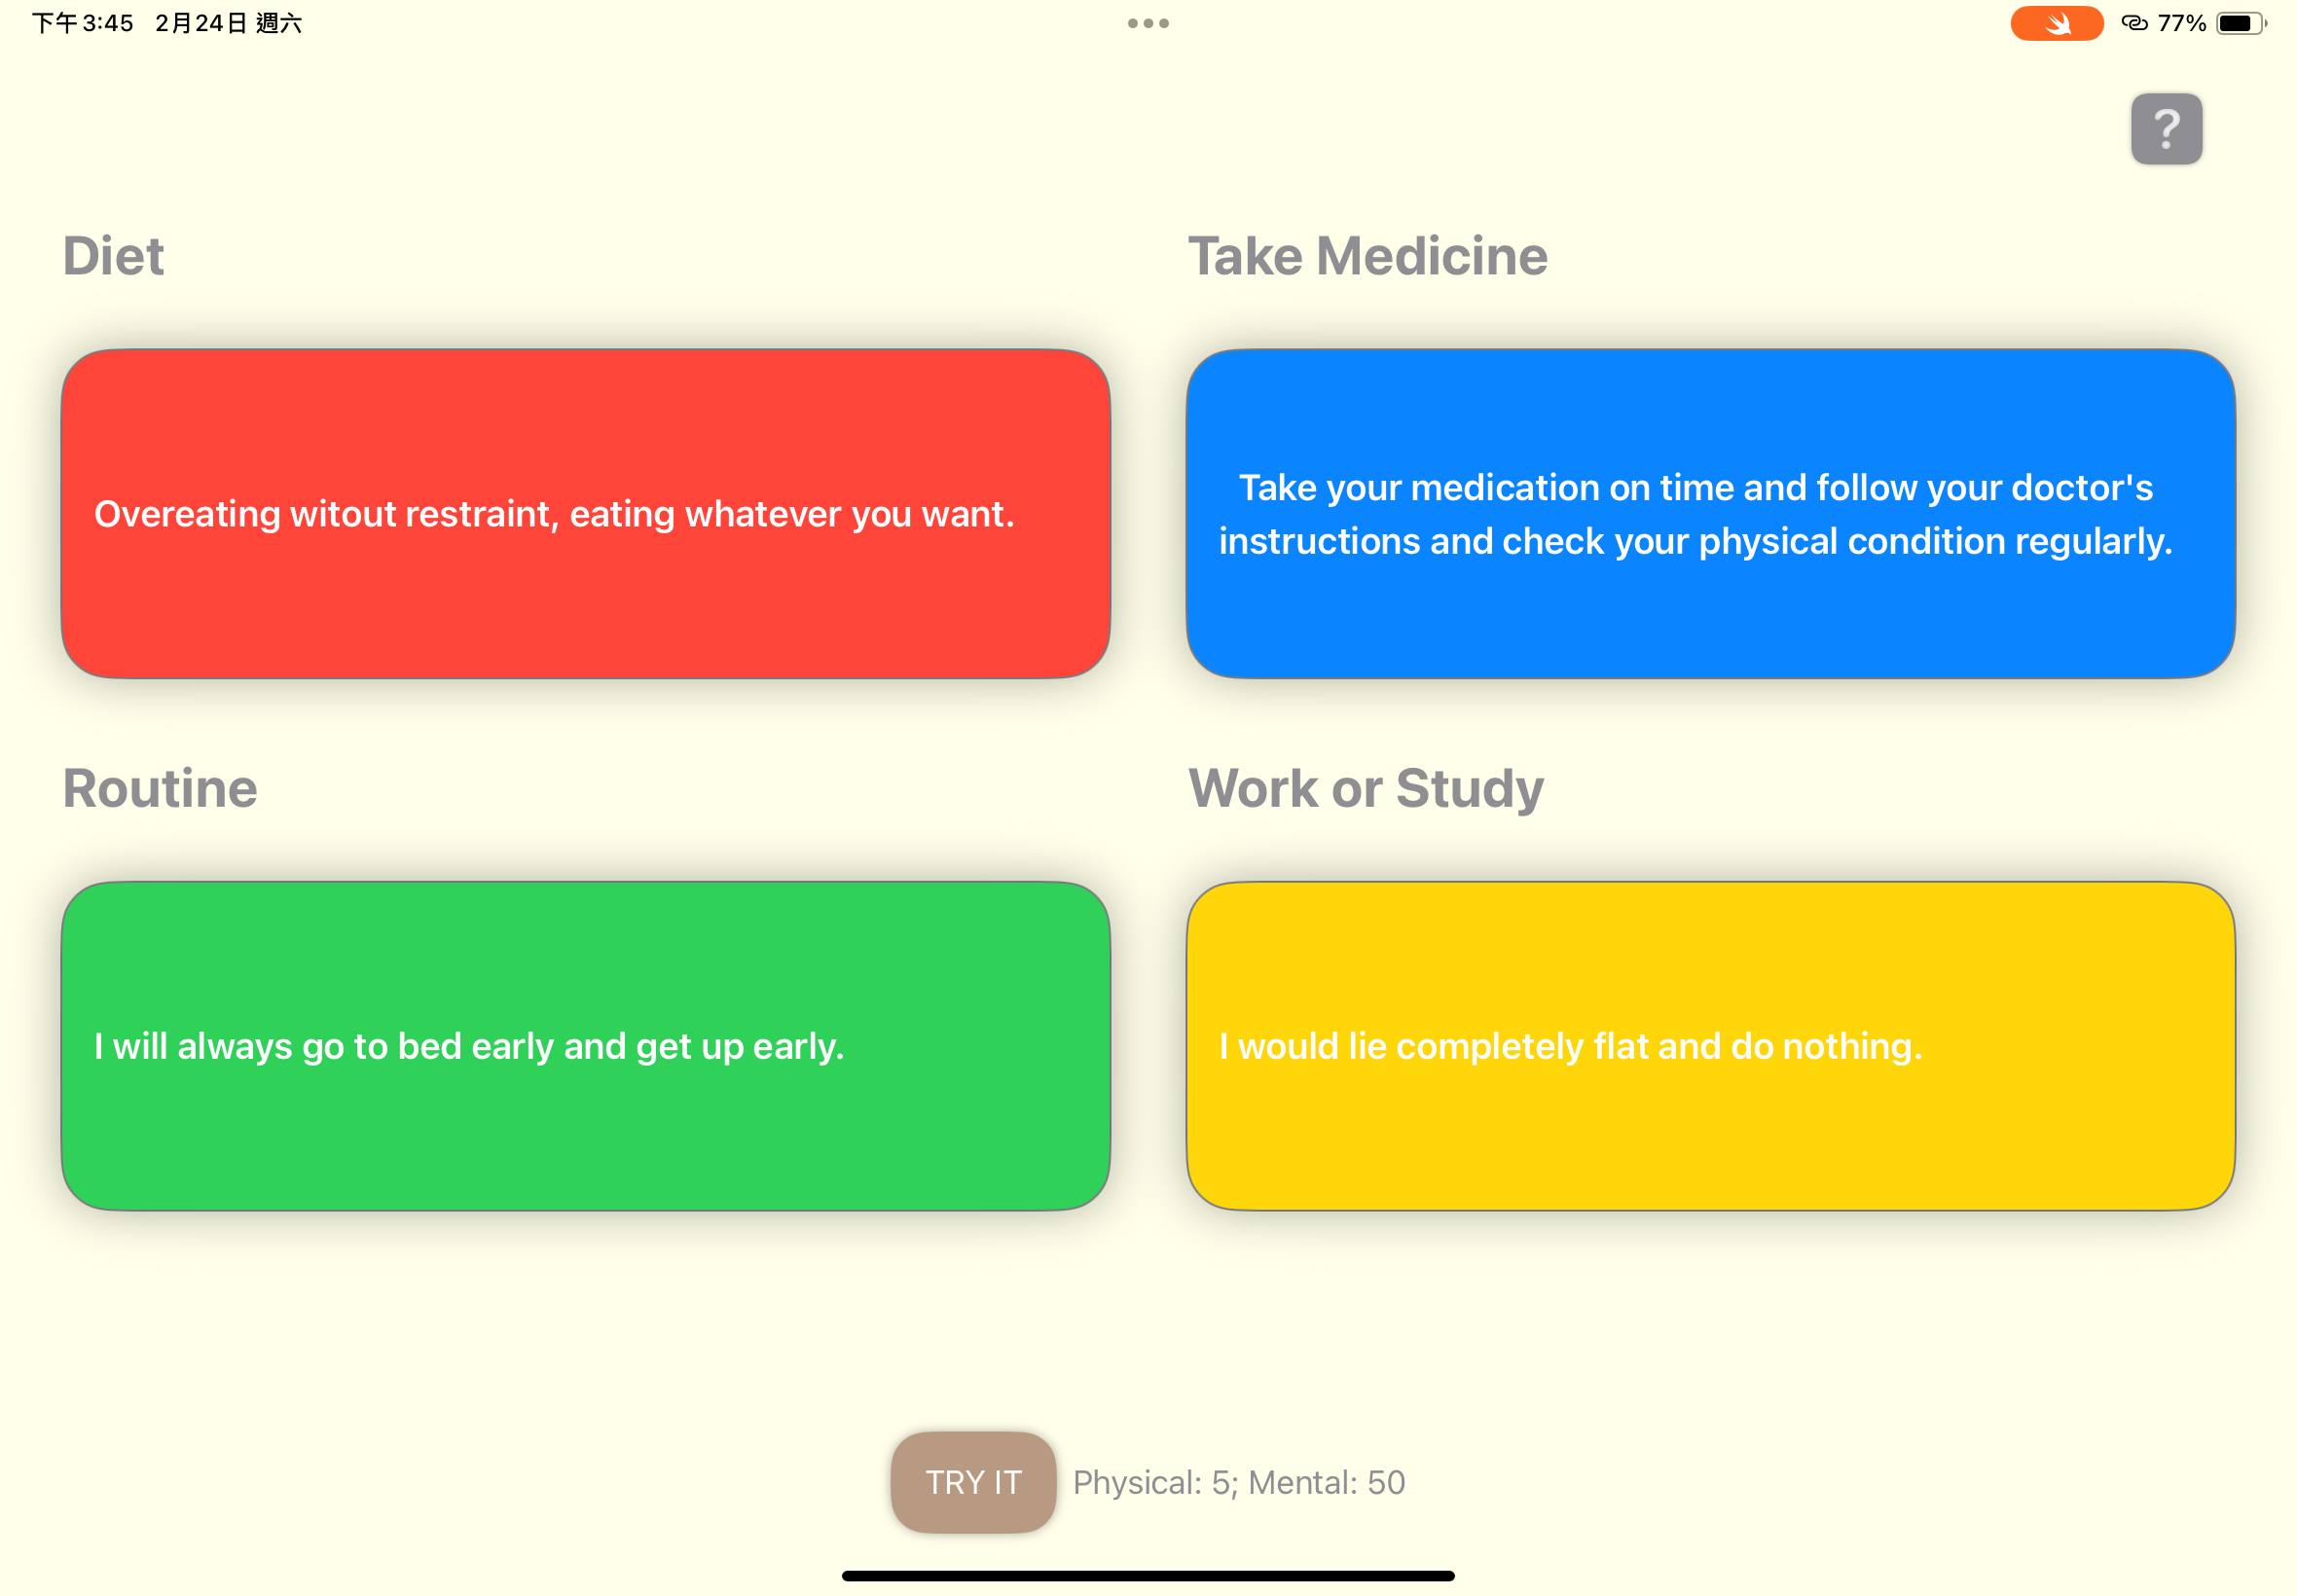 下午3:45 2月24日 週六
77%
?
Diet
Take Medicine
Overeating witout restraint, eating whatever you want.
Take your medication on time and follow your doctor's
instructions and check your physical condition regularly.
Routine
Work or Study
I will always go to bed early and get up early.
I would lie completely flat and do nothing.
TRY IT
Physical: 5; Mental: 50